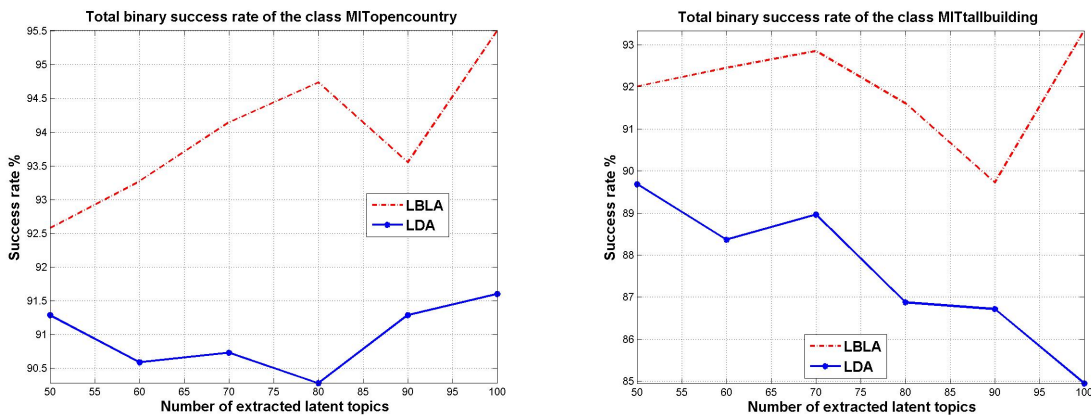 Total binary success rate of the class MITopencountry
95.5
95
94.5
94
93.5
93
92.5
92
91.5
91
90.5
Success rate %
LBLA
LDA
50 55 60 65 70 75 80 85 90 95 100
Number of extracted latent topics
Total binary success rate of the class MITtallbuilding
93
92
91
90
89
88
87
86
85
Success rate %
LBLA
LDA
50 55 60 65 70 75 80 85 90 95 100
Number of extracted latent topics